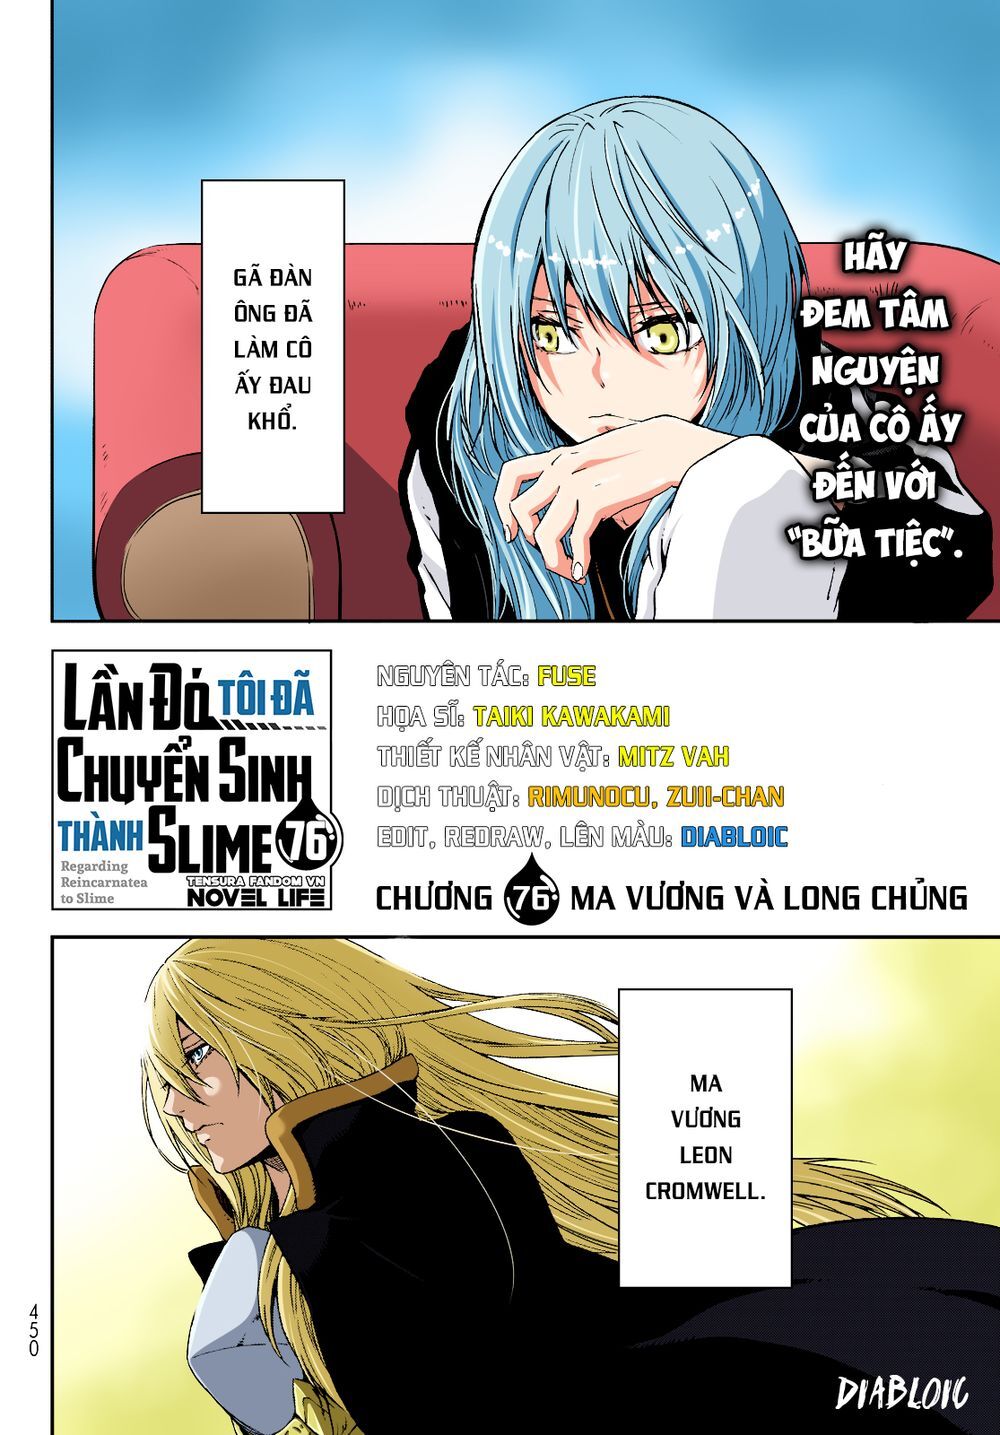 GÃ ĐÀN
ÔNG ĐÃ
LÀM CÔ
ẤY ĐAU
KHỔ.
HÃY
ĐEM TÂM
NGUYỆN
CỦA CÔ ẤY
ĐẾN VỚI
"BỮA TIỆC".
LẦN ĐÓ TÔI ĐÃ
CHUYỂN SINH
THÀNH SLIME 76
Regarding
Reincarnatea
to Slime
TENSURA FANDOM VN
NOVEL LIFE
NGUYÊN TÁC: FUSE
HỌA SĨ: TAIKI KAWAKAMI
THIẾT KẾ NHÂN VẬT: MITZ VAH
DỊCH THUẬT: RIMUNOCU, ZUII-CHAN
EDIT, REDRAW, LÊN MÀU: DIABLOIC
CHƯƠNG 76 MA VƯƠNG VÀ LONG CHỦNG
MA
VƯƠNG
LEON
CROMWELL.
450
DIABLOIC